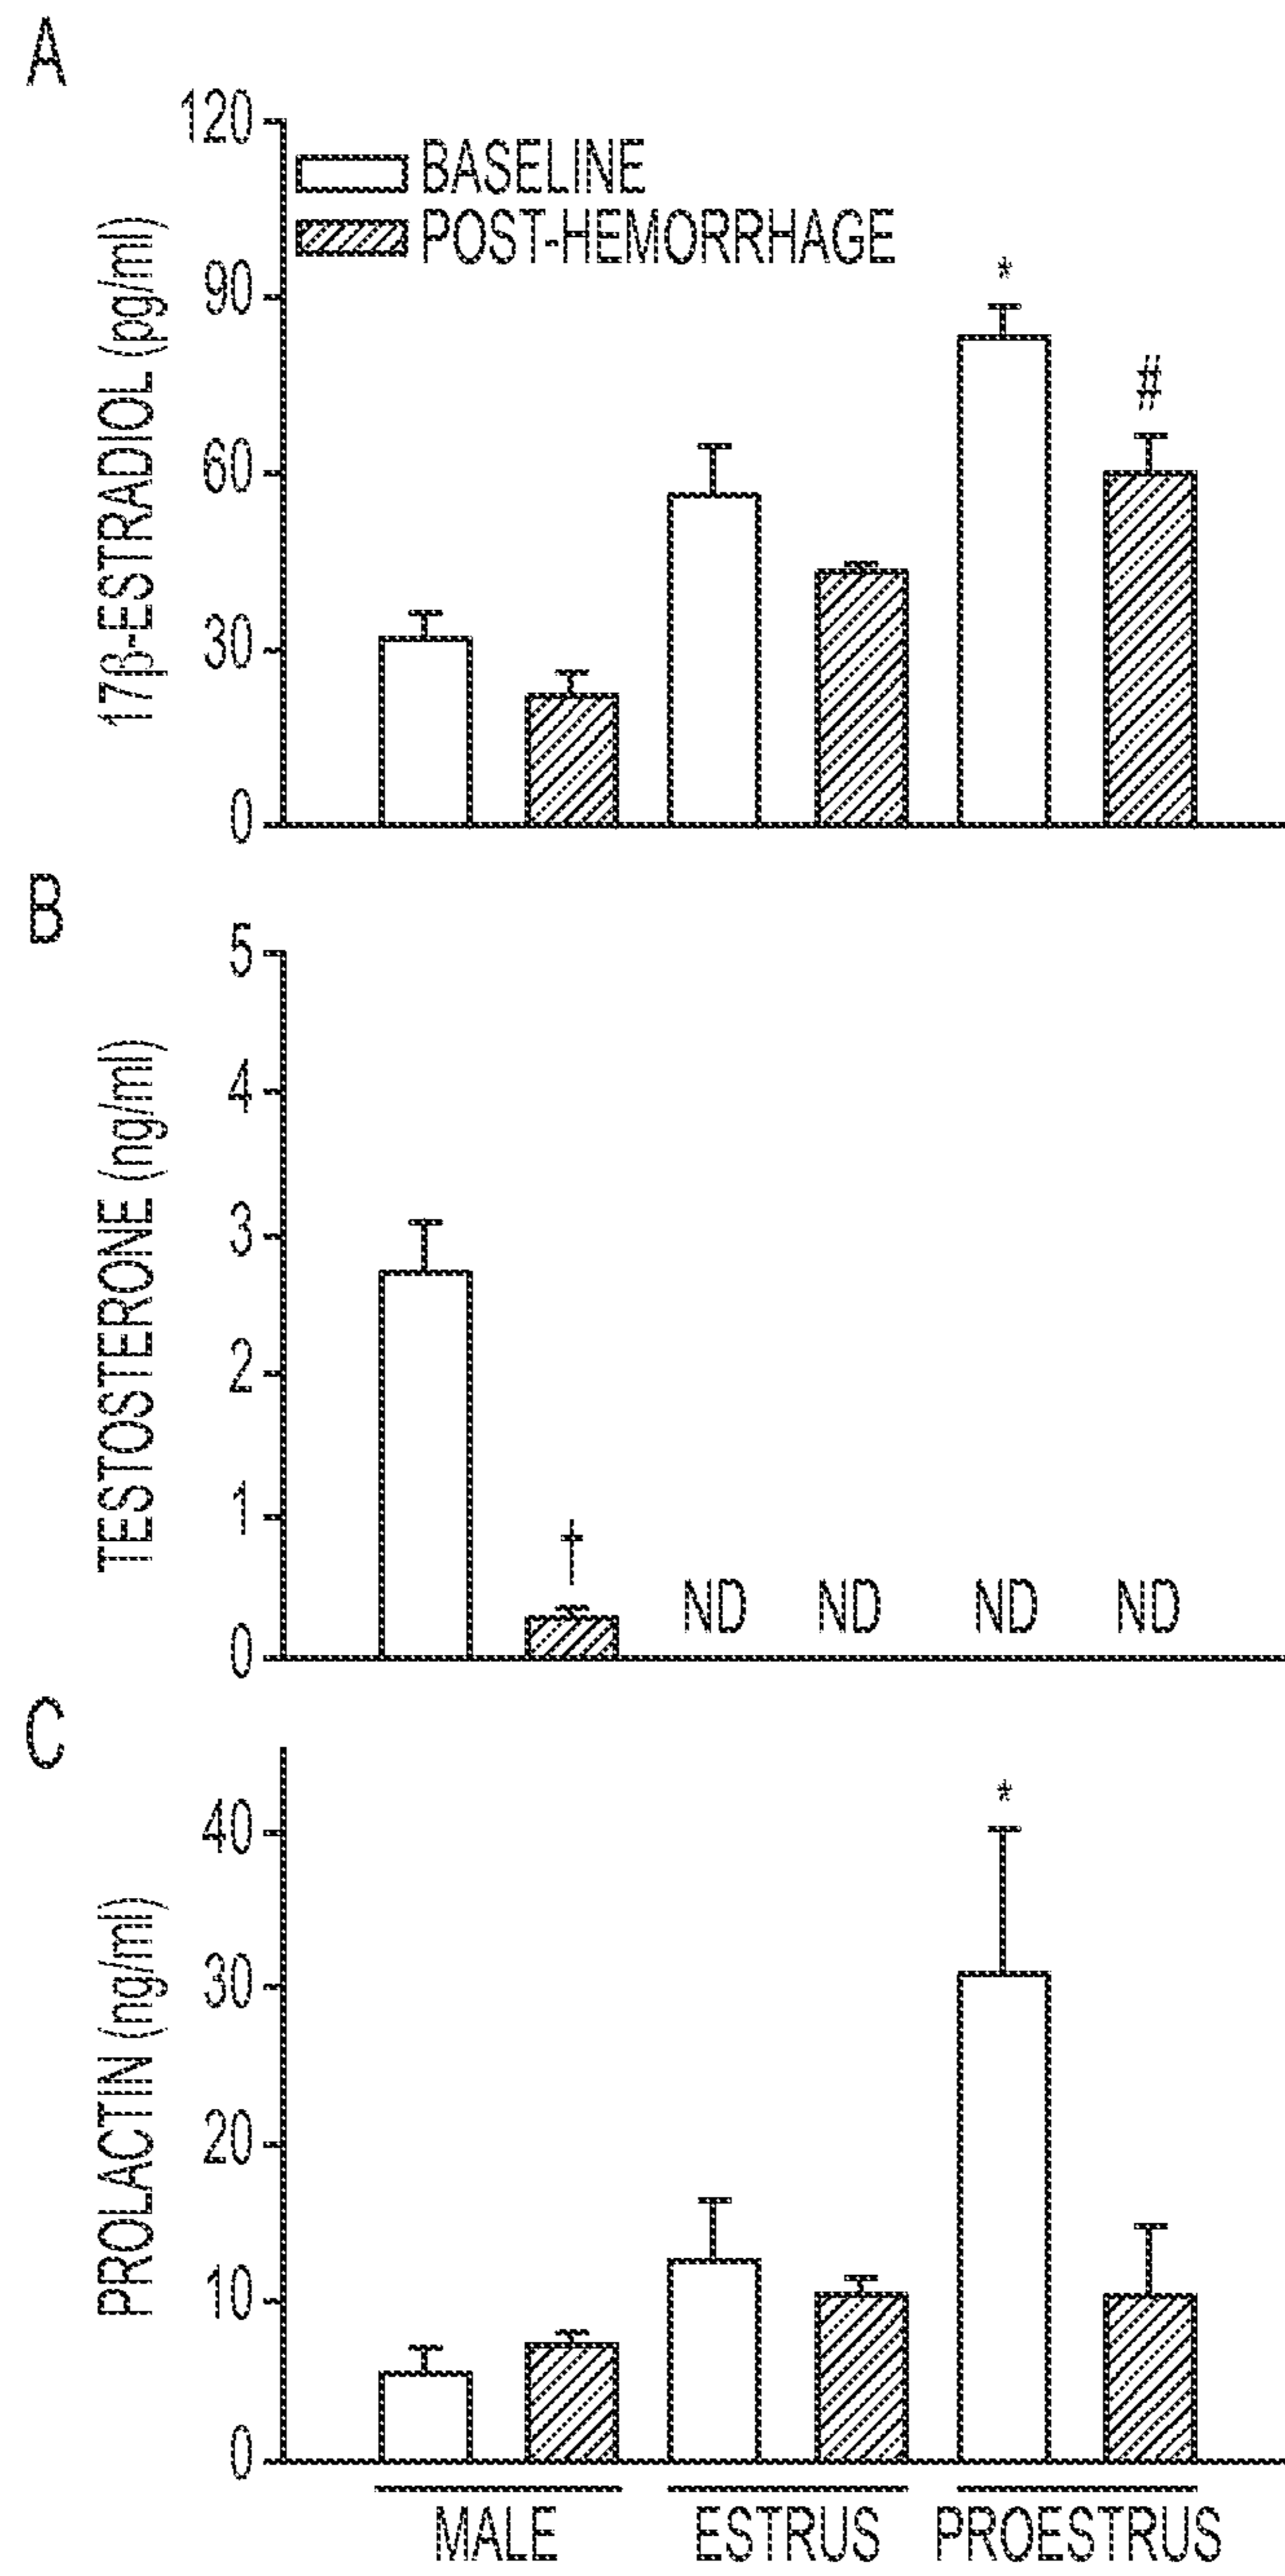 A
120
BASELINE
POST-HEMORRHAGE
90
*
#
60
30
0
17β-ESTRADIOL (pg/ml)
B
5
4
3
2
1
†
0
ND ND ND ND
TESTOSTERONE (ng/ml)
C
40
*
30
20
10
0
PROLACTIN (ng/ml)
MALE ESTRUS PROESTRUS